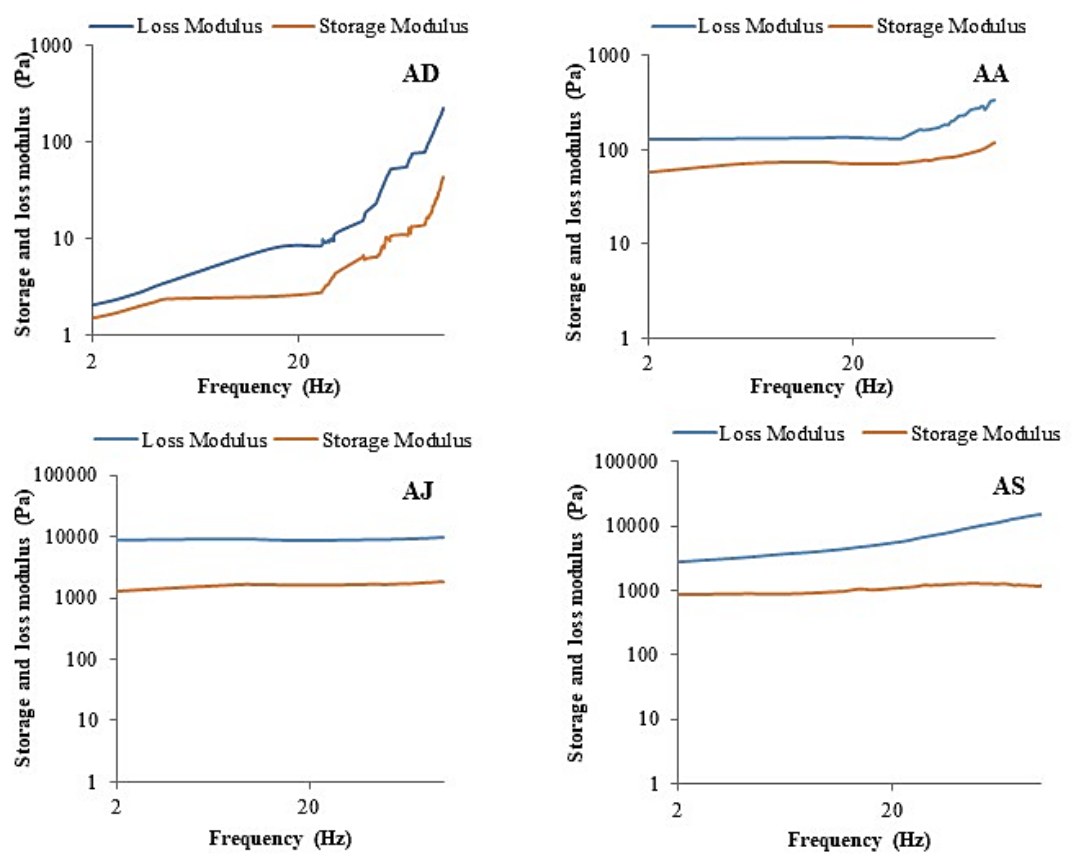 Loss Modulus Storage Modulus
AD
Storage and loss modulus (Pa)
1000
100
10
1
2 20
Frequency (Hz)
Loss Modulus Storage Modulus
AA
Storage and loss modulus (Pa)
1000
100
10
1
2 20
Frequency (Hz)
Loss Modulus Storage Modulus
AJ
Storage and loss modulus (Pa)
100000
10000
1000
100
10
1
2 20
Frequency (Hz)
Loss Modulus Storage Modulus
AS
Storage and loss modulus (Pa)
100000
10000
1000
100
10
1
2 20
Frequency (Hz)